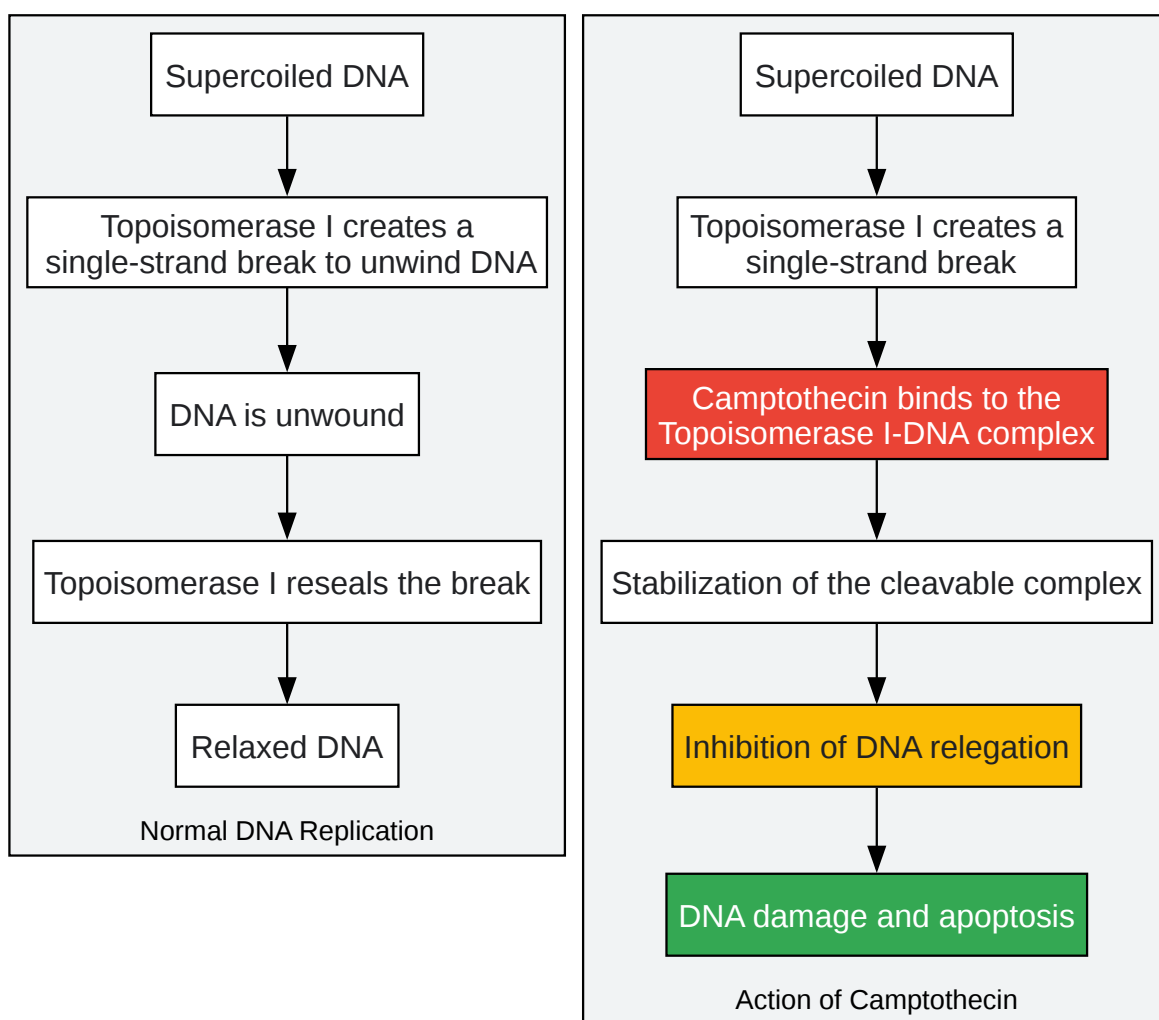 Supercoiled DNA
Topoisomerase I creates a
single-strand break to unwind DNA
DNA is unwound
Topoisomerase I reseals the break
Relaxed DNA
Normal DNA Replication
Supercoiled DNA
Topoisomerase I creates a
single-strand break
Camptothecin binds to the
Topoisomerase I-DNA complex
Stabilization of the cleavable complex
Inhibition of DNA relegation
DNA damage and apoptosis
Action of Camptothecin